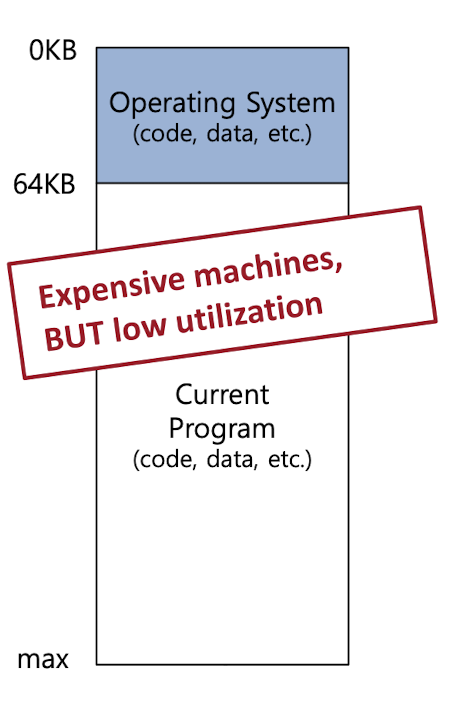 0KB
Operating System
(code, data, etc.)
64KB
Expensive machines,
BUT low utilization
Current
Program
(code, data, etc.)
max